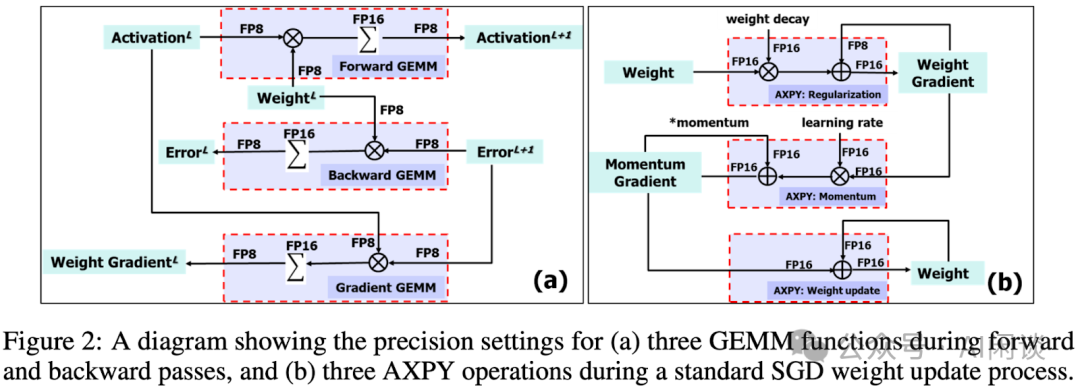 Activation^L
FP8
FP16
FP8
Activation^L+1
FP8
Forward GEMM
Weight^L
FP8
Error^L
FP8
FP16
FP8
Error^L+1
Backward GEMM
Weight Gradient^L
FP8
FP16
FP8
FP8
Gradient GEMM
(a)
weight decay
Weight
FP16
FP16
FP8
FP16
Weight
Gradient
AXPY: Regularization
*momentum
learning rate
Momentum
Gradient
FP16
FP16
FP16
FP16
AXPY: Momentum
FP16
FP16
FP16
Weight
AXPY: Weight update
(b)
Figure 2: A diagram showing the precision settings for (a) three GEMM functions during forward
and backward passes, and (b) three AXPY operations during a standard SGD weight update process.
公众号 AI闲谈